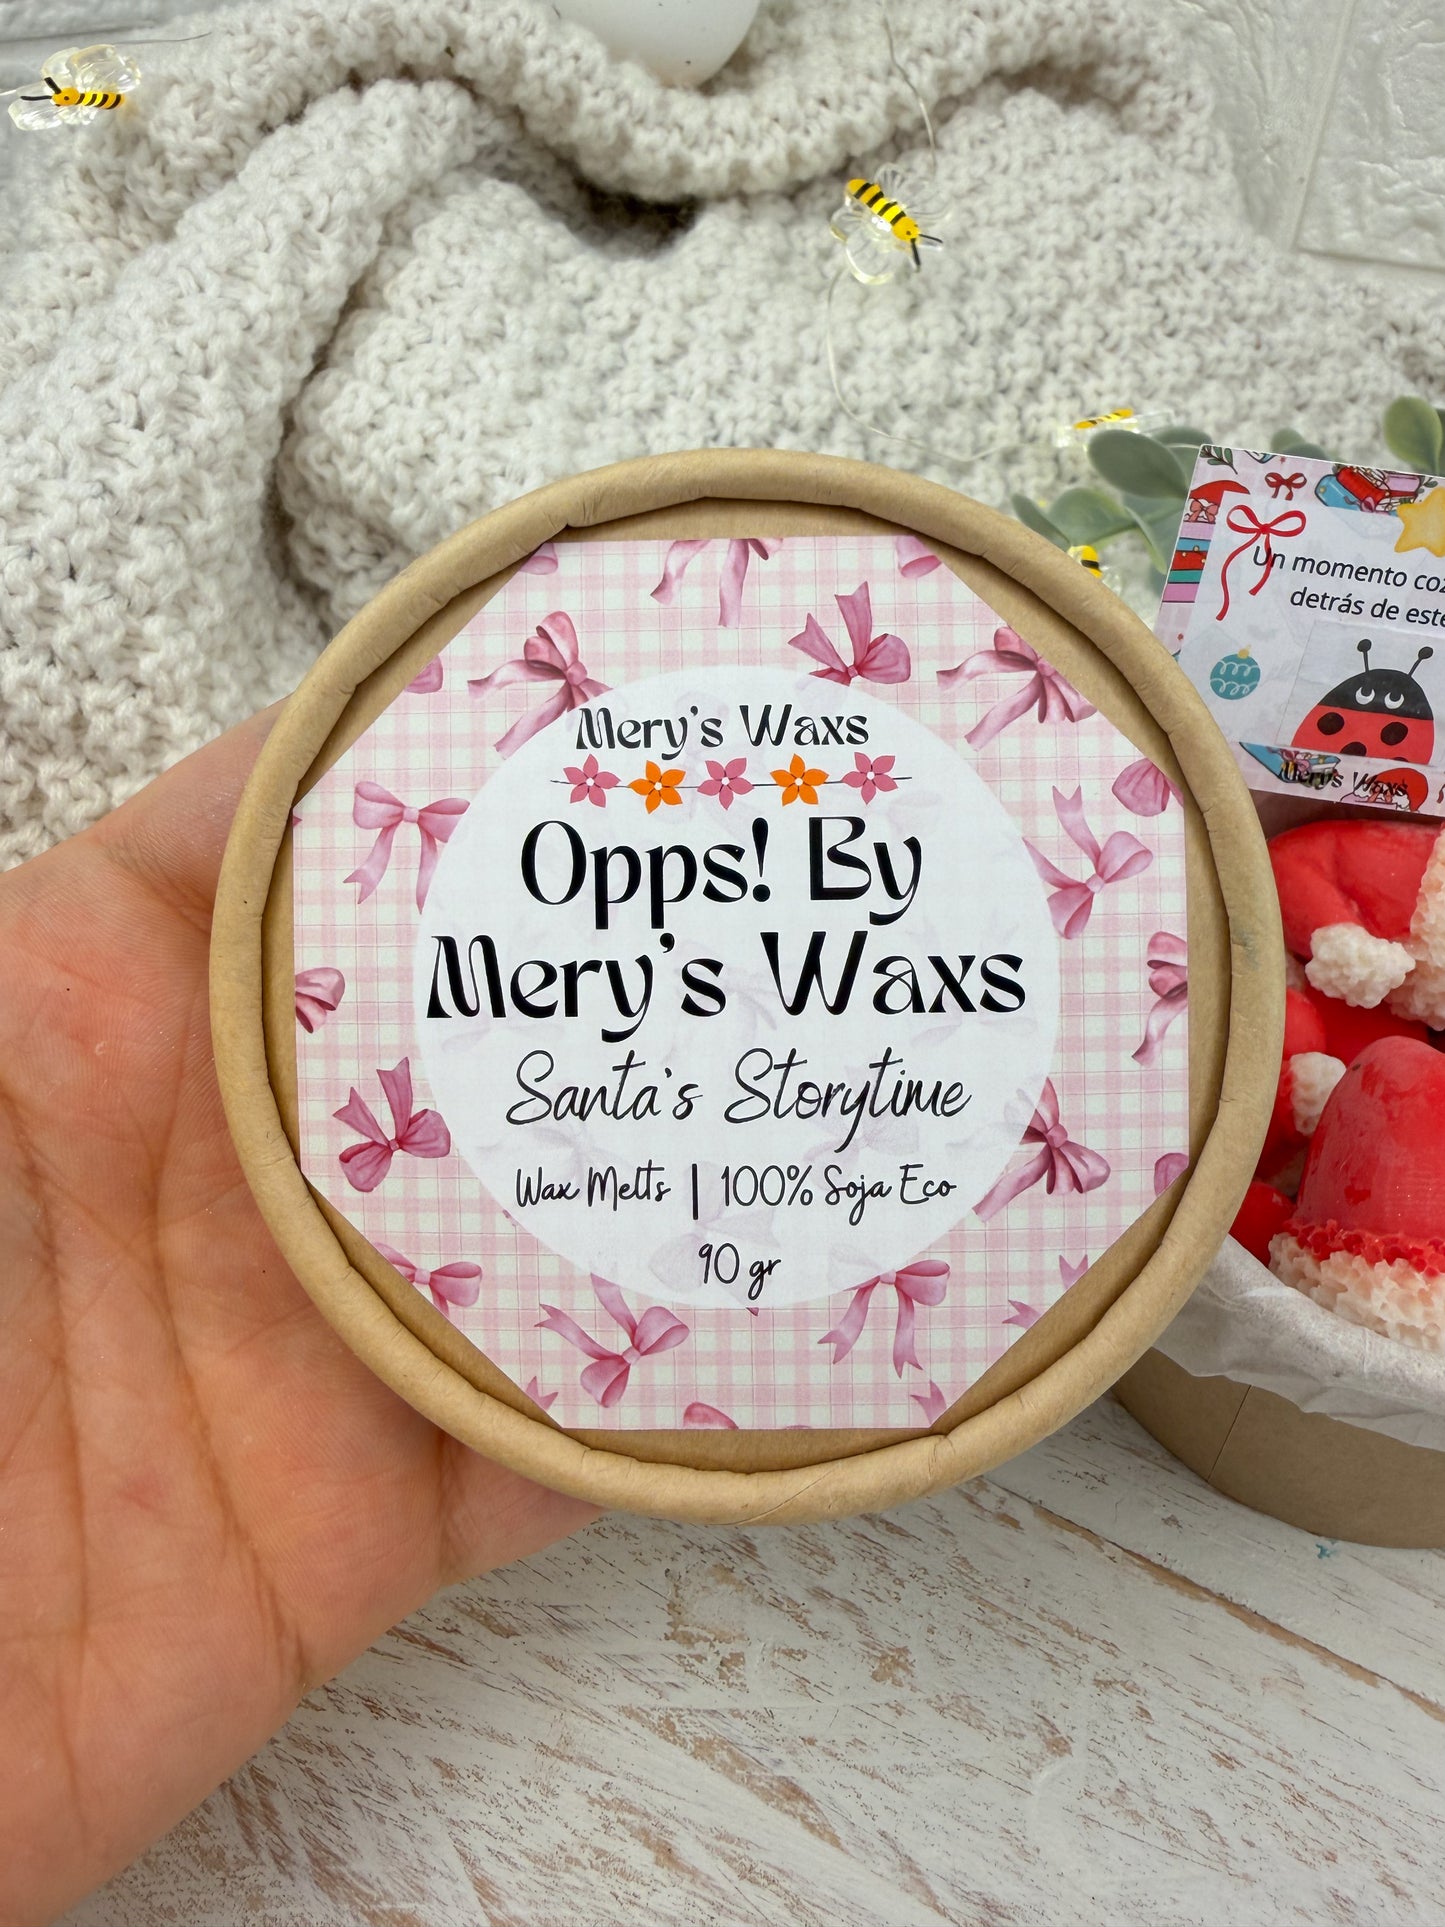 Mery's Waxs
Opps! By
Mery's Waxs
Santa's Storytime
Wax Melts | 100% Soja Eco
90 gr
Un momento
detrás de este
Mery's Waxs